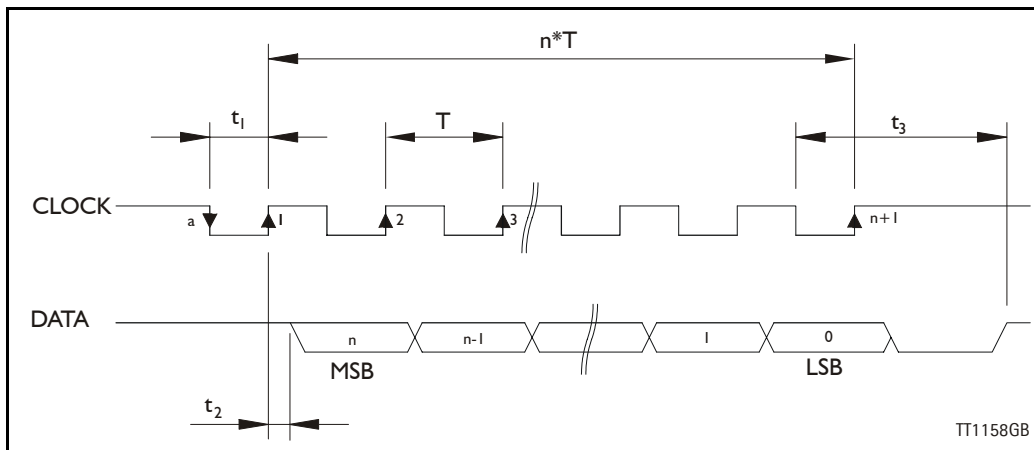 n*T
t1
T
t3
CLOCK
a
1
2
3
n+1
DATA
n
n-1
1
0
MSB
LSB
t2
TT1158GB